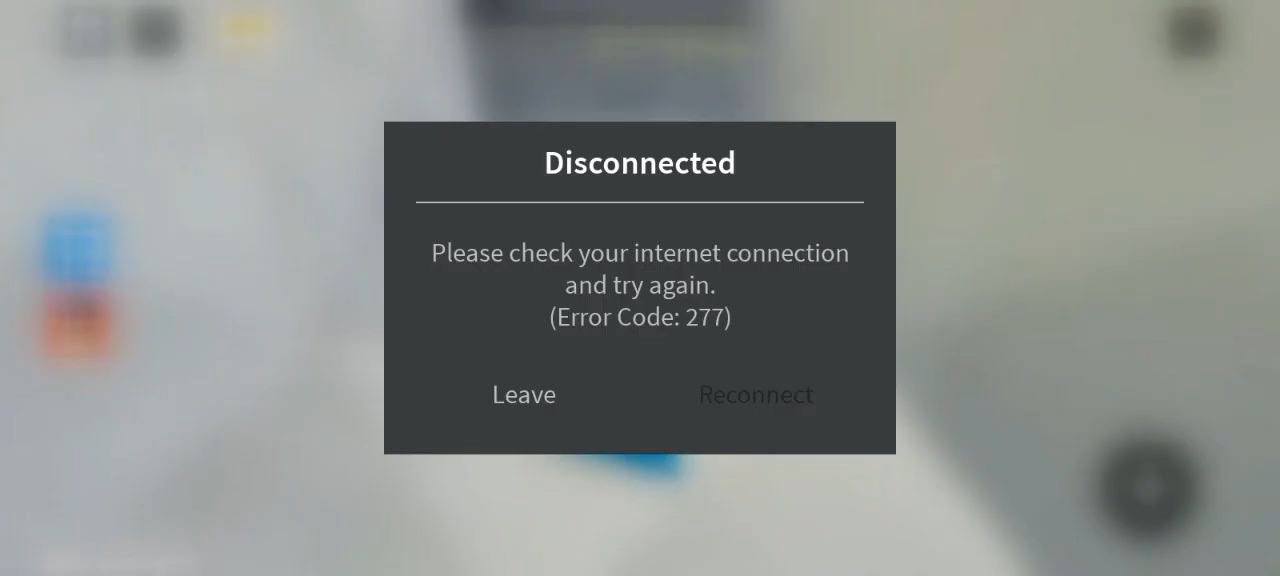 Disconnected
Please check your internet connection
and try again.
(Error Code: 277)
Leave
Reconnect